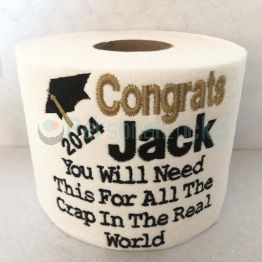 Congrats
2024
Jack
You Will Need
This For All The
Crap In The Real
World